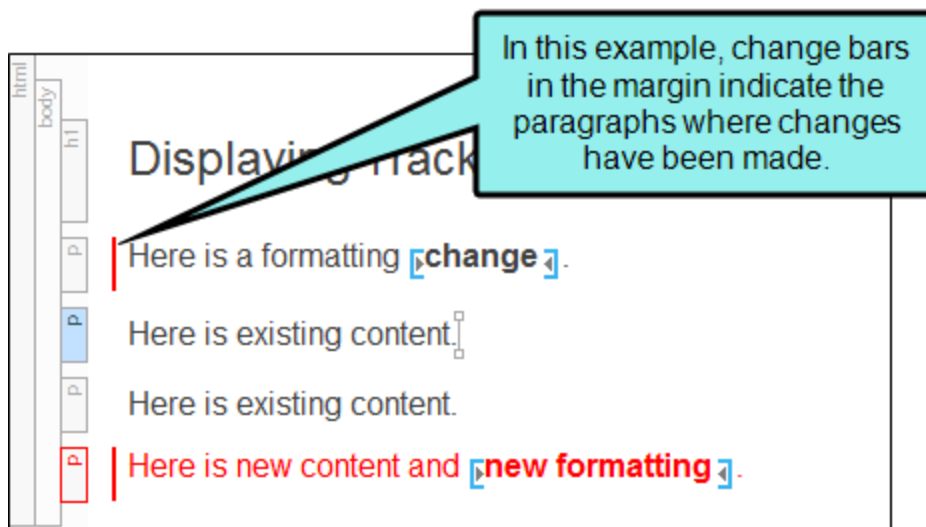 In this example, change bars
in the margin indicate the
paragraphs where changes
have been made.
html
body
h1
Displaying Track
p
Here is a formatting change.
p
Here is existing content.
p
Here is existing content.
p
Here is new content and new formatting.